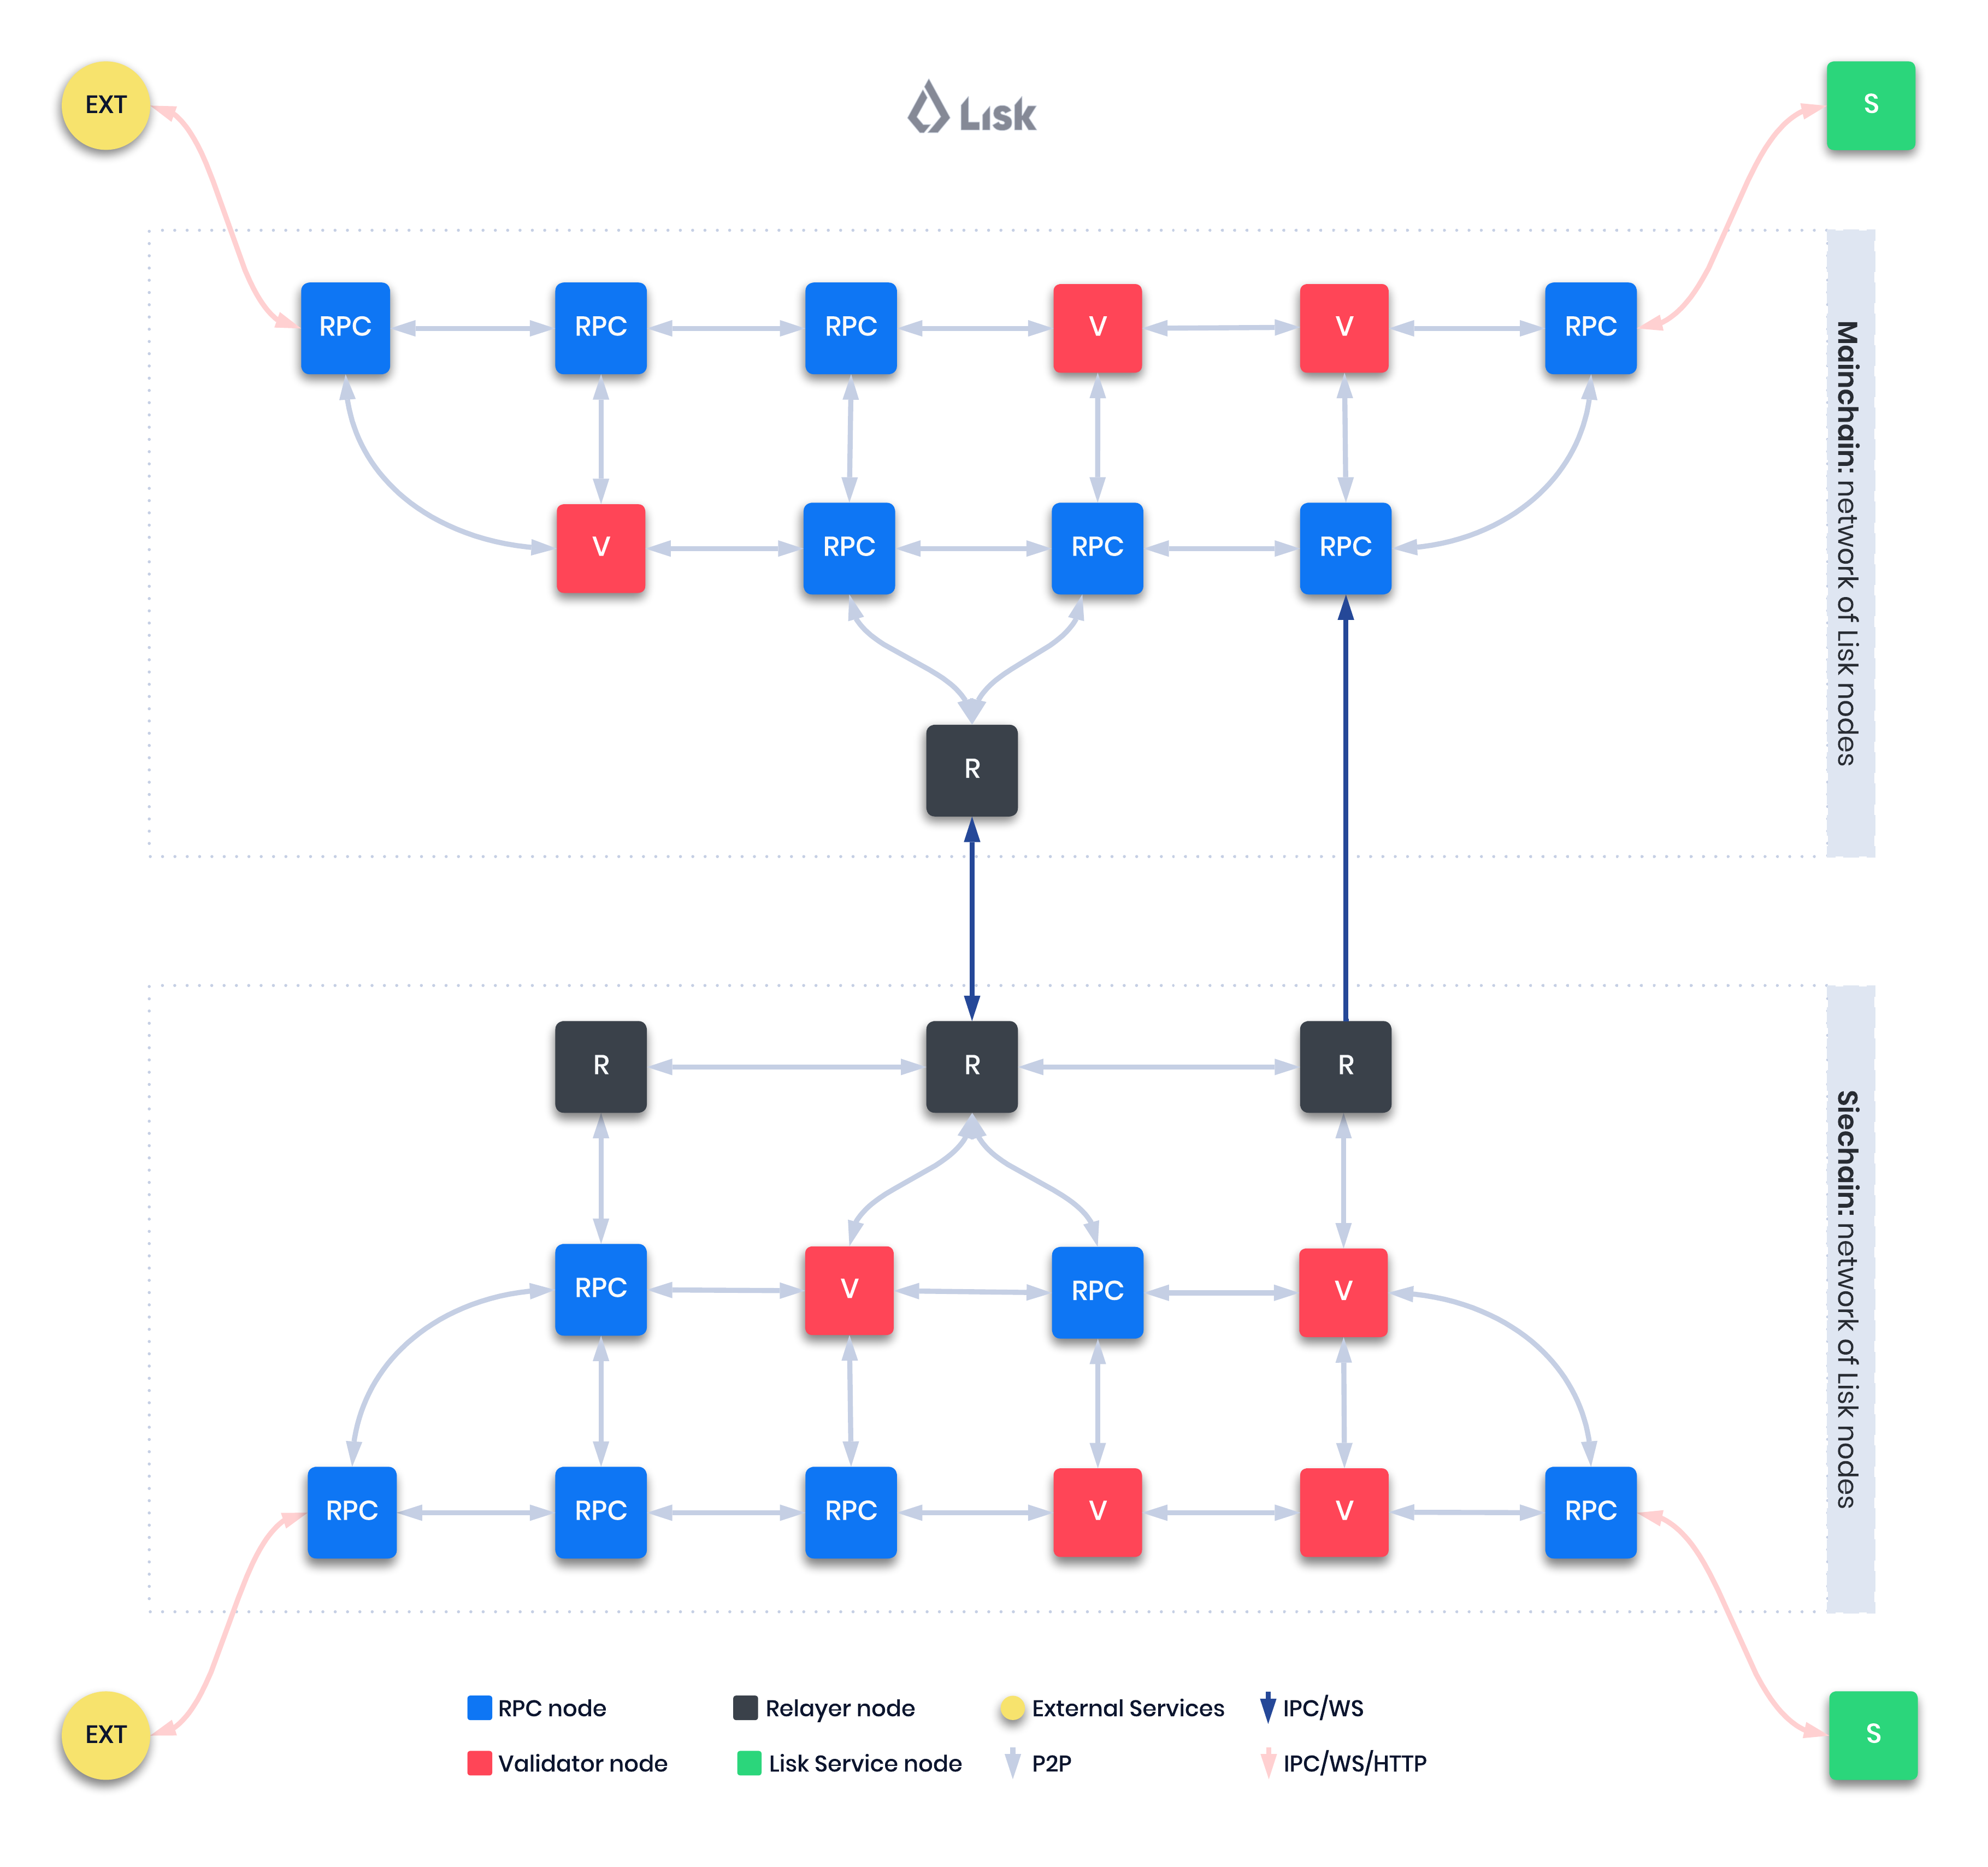 EXT
Lisk
S
RPC
RPC
RPC
V
V
RPC
V
RPC
RPC
RPC
R
Mainchain: network of Lisk nodes
R
R
R
RPC
V
RPC
V
RPC
RPC
RPC
V
V
RPC
Siechain: network of Lisk nodes
EXT
S
RPC node
Relayer node
External Services
IPC/WS
Validator node
Lisk Service node
P2P
IPC/WS/HTTP